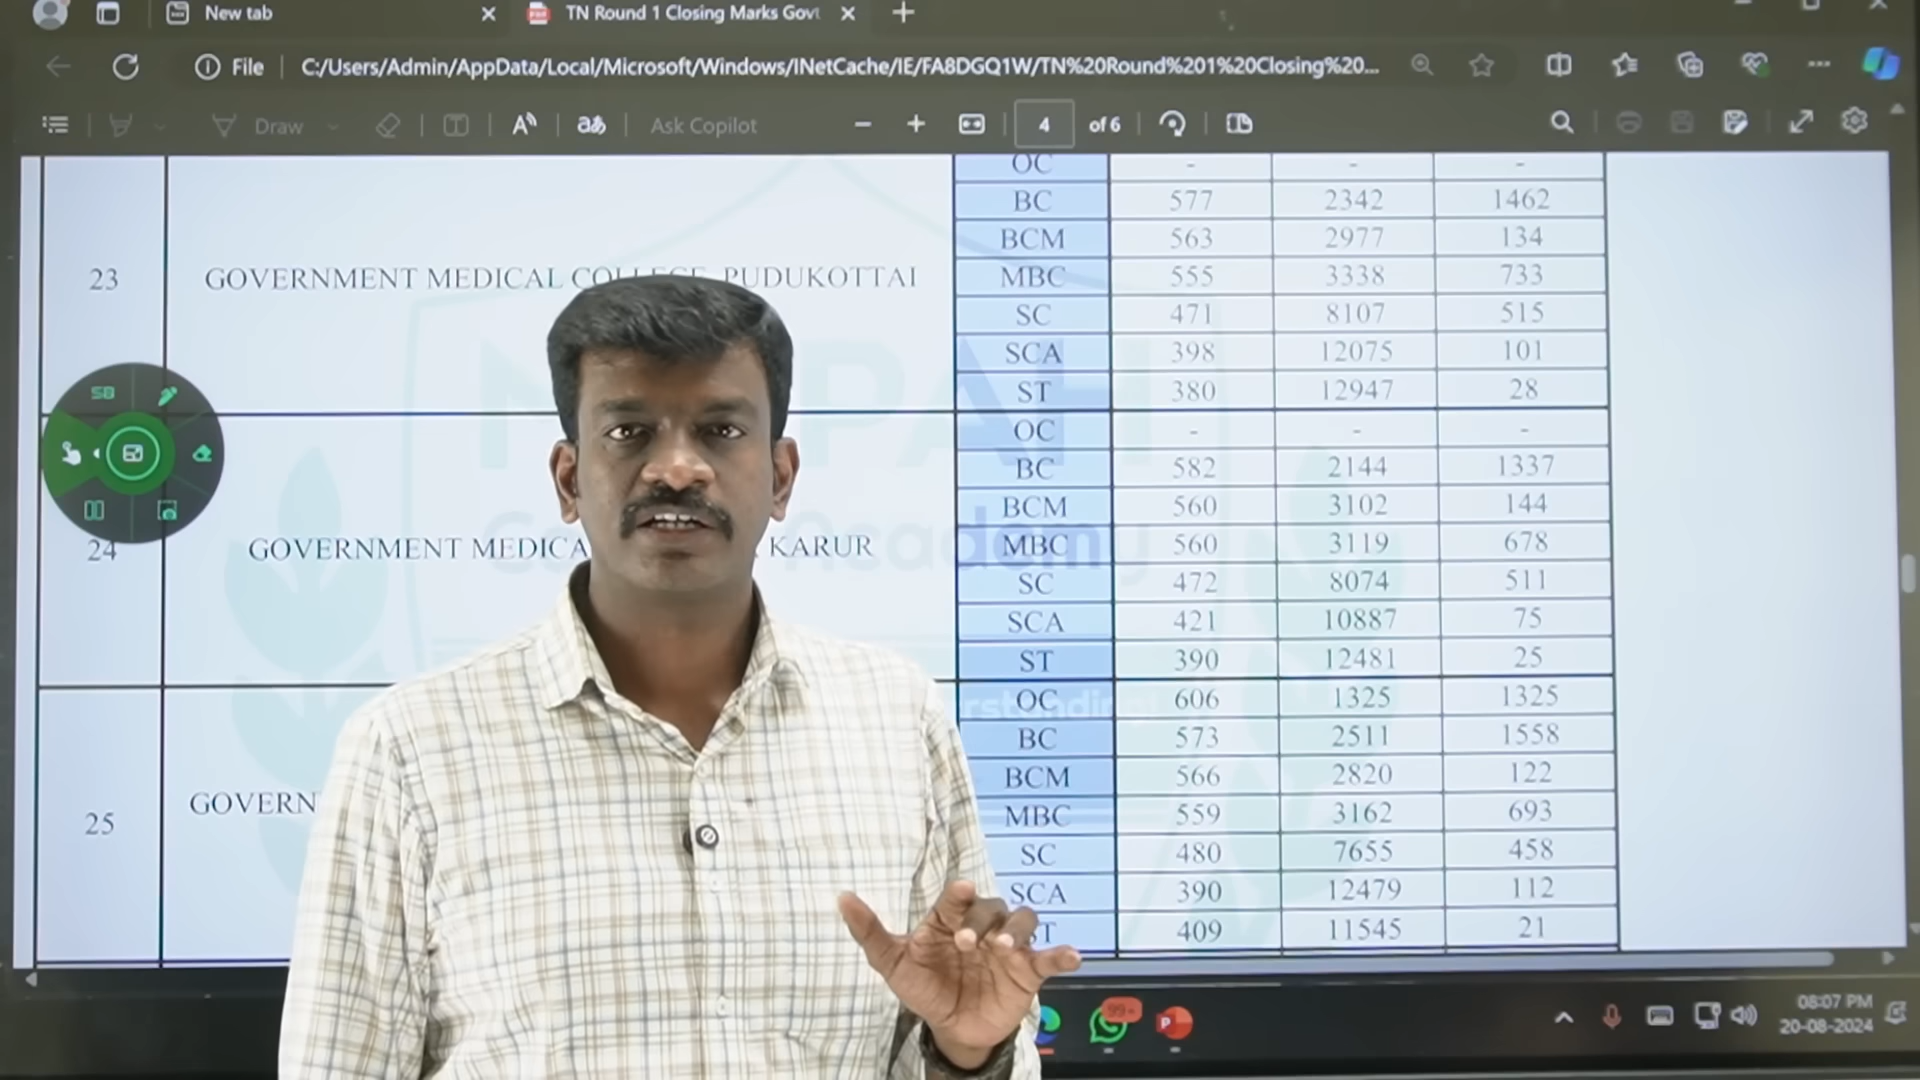 New tab
TN Round 1 Closing Marks Govt
File
C:/Users/Admin/AppData/Local/Microsoft/Windows/INetCache/IE/FA8DGQ1W/TN%20Round%201%20Closing%20...
Draw
aあ
Ask Copilot
4 of 6
OC - - -
BC 577 2342 1462
BCM 563 2977 134
23 GOVERNMENT MEDICAL COLLEGE, PUDUKOTTAI MBC 555 3338 733
SC 471 8107 515
SCA 398 12075 101
ST 380 12947 28
SB
OC - - -
BC 582 2144 1337
BCM 560 3102 144
24 GOVERNMENT MEDICA KARUR MBC 560 3119 678
SC 472 8074 511
SCA 421 10887 75
ST 390 12481 25
OC 606 1325 1325
BC 573 2511 1558
BCM 566 2820 122
25 GOVERN MBC 559 3162 693
SC 480 7655 458
SCA 390 12479 112
ST 409 11545 21
99+
08:07 PM
20-08-2024